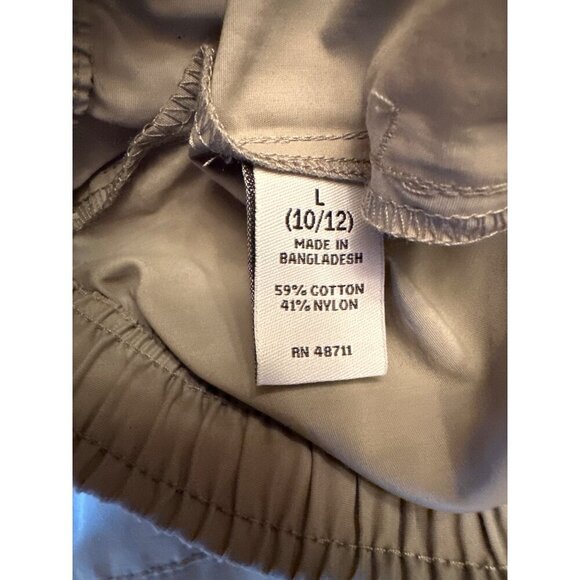 L
(10/12)
MADE IN
BANGLADESH
59% COTTON
41% NYLON
RN 48711